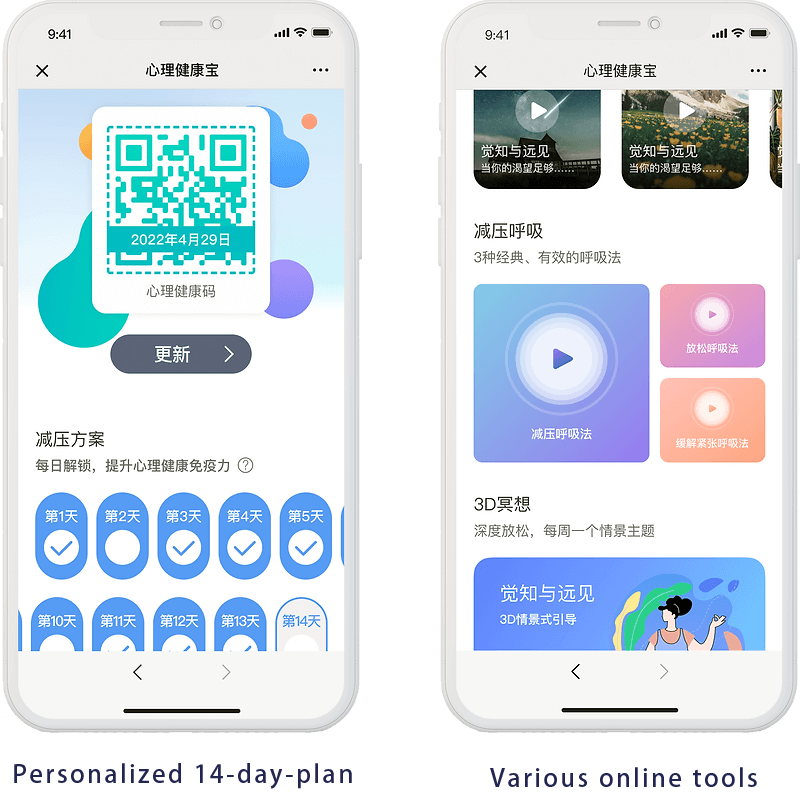 9:41
心理健康宝
2022年4月29日
心理健康码
更新
减压方案
每日解锁，提升心理健康免疫力
第1天 第2天 第3天 第4天 第5天
第10天 第11天 第12天 第13天 第14天
Personalized 14-day-plan
9:41
心理健康宝
觉知与远见 觉知与远见
当你的渴望足够…… 当你的渴望足够……
减压呼吸
3种经典、有效的呼吸法
放松呼吸法
减压呼吸法
缓解紧张呼吸法
3D冥想
深度放松，每周一个情景主题
觉知与远见
3D情景式引导
Various online tools